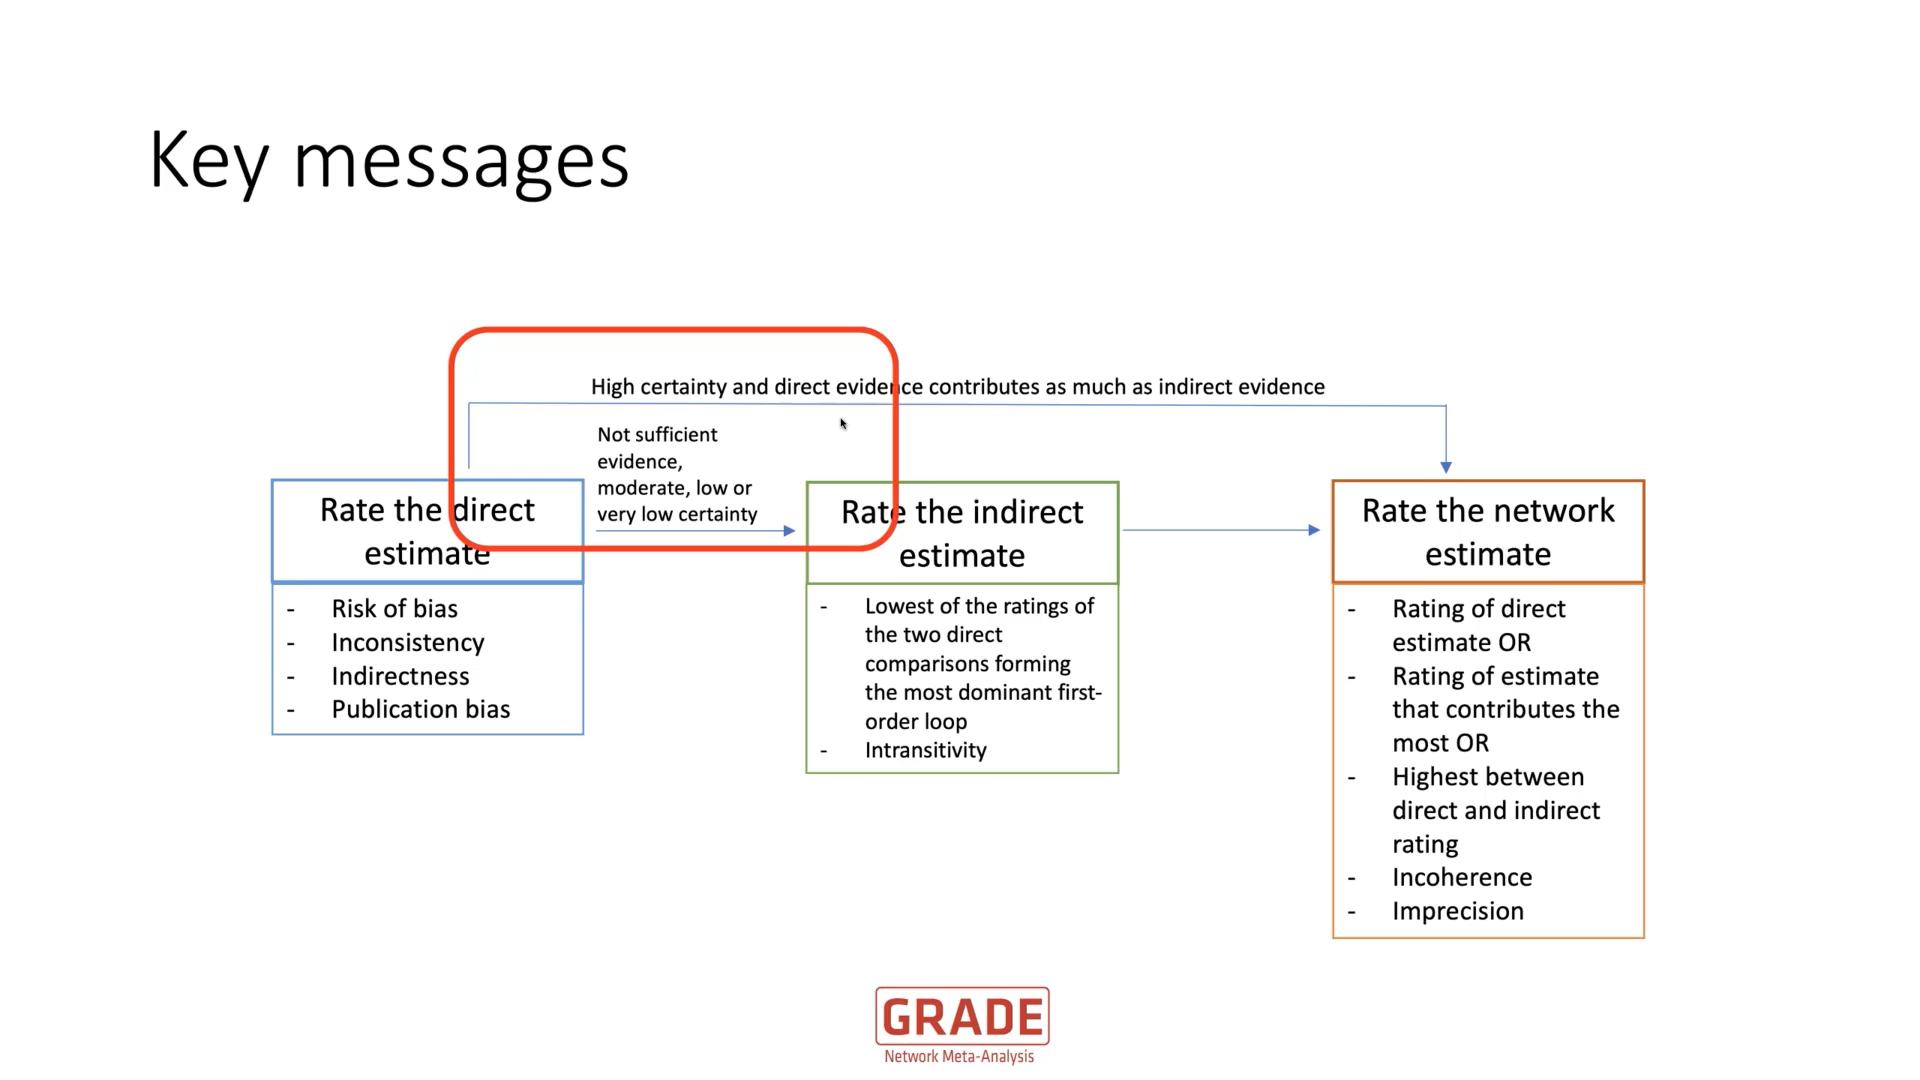 Key messages
High certainty and direct evidence contributes as much as indirect evidence
Not sufficient
evidence,
moderate, low or
very low certainty
Rate the direct
estimate
- Risk of bias
- Inconsistency
- Indirectness
- Publication bias
Rate the indirect
estimate
- Lowest of the ratings of
the two direct
comparisons forming
the most dominant first-
order loop
- Intransitivity
Rate the network
estimate
- Rating of direct
estimate OR
- Rating of estimate
that contributes the
most OR
- Highest between
direct and indirect
rating
- Incoherence
- Imprecision
GRADE
Network Meta-Analysis